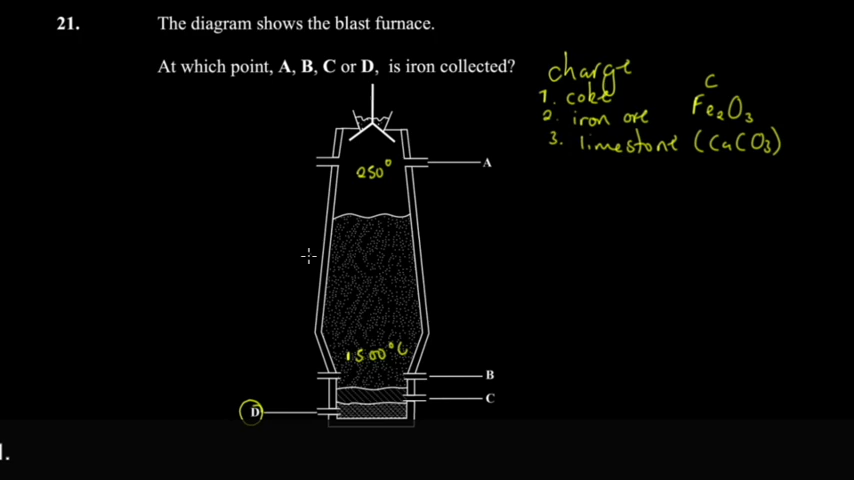 21. The diagram shows the blast furnace.
At which point, A, B, C or D, is iron collected?
charge
1. coke C
2. iron ore Fe2O3
3. limestone (CaCO3)
250°
A
1500°C
B
C
D
1.